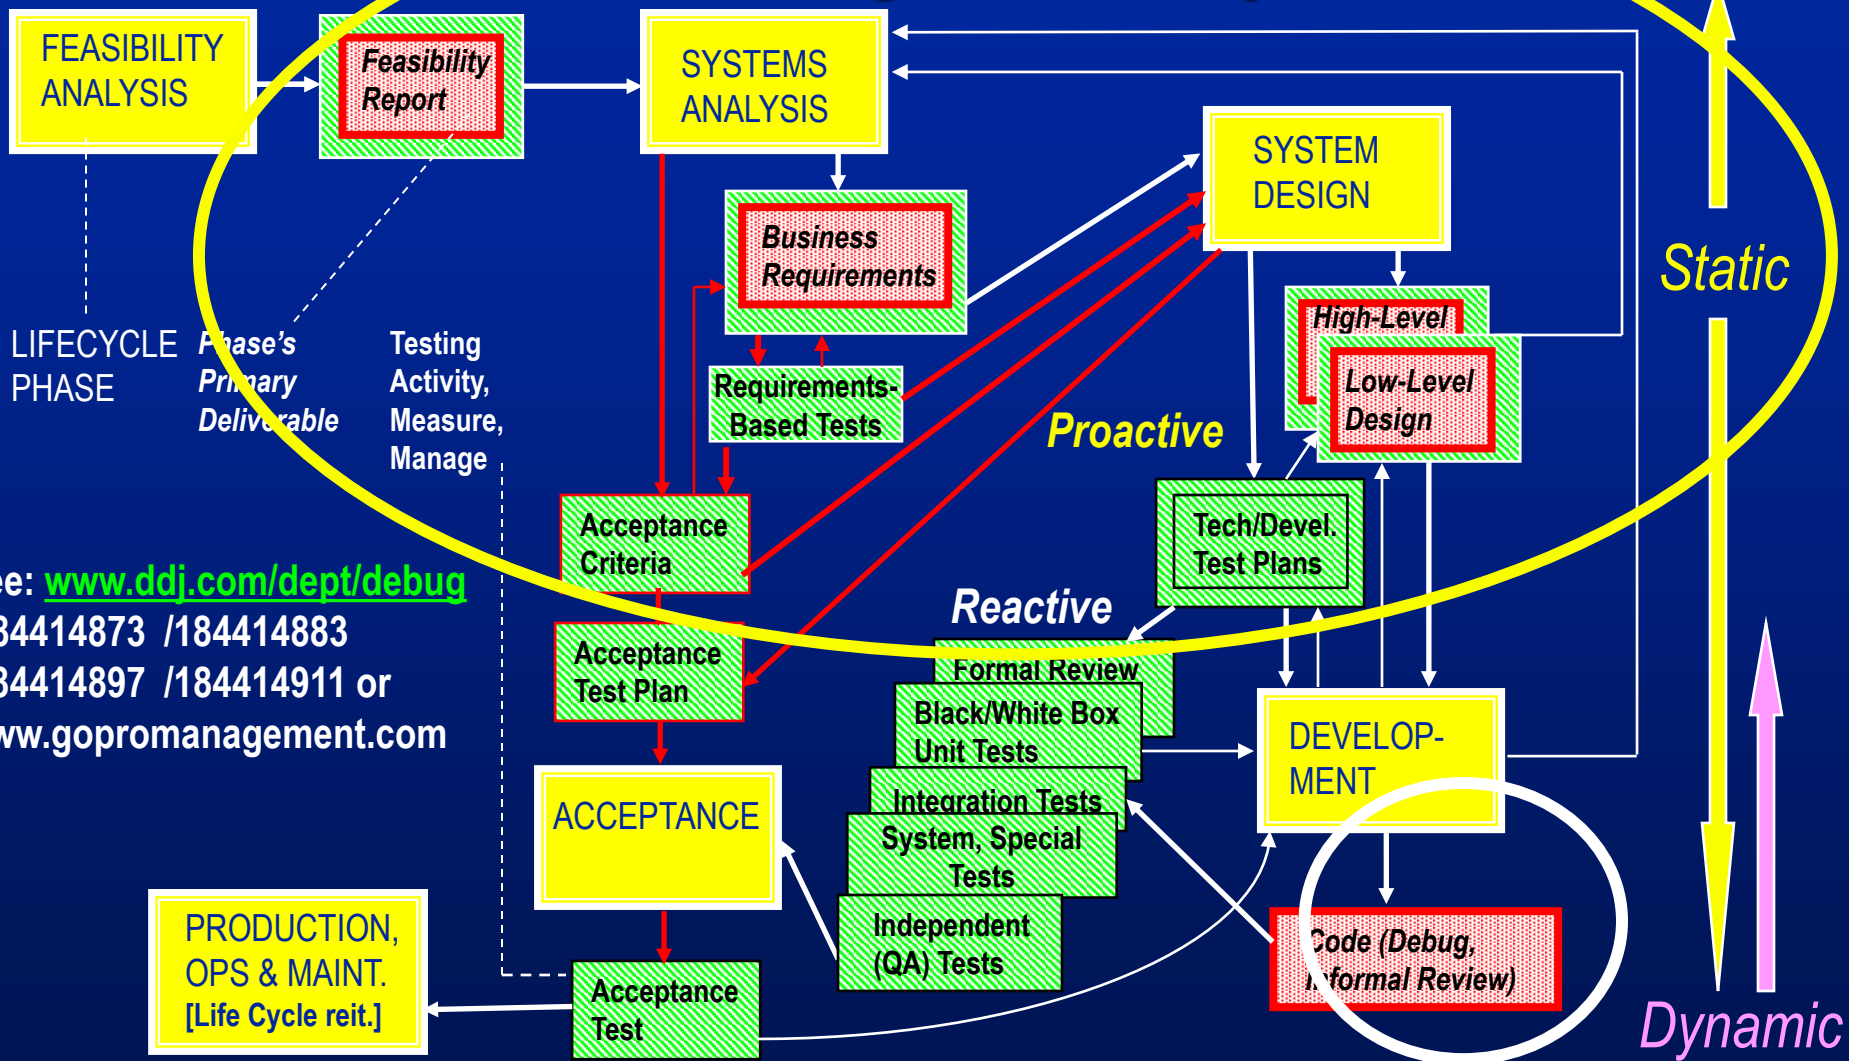 FEASIBILITY
ANALYSIS
Feasibility
Report
SYSTEMS
ANALYSIS
SYSTEM
DESIGN
Business
Requirements
Static
High-Level
Low-Level
Design
LIFECYCLE
PHASE
Phase's
Primary
Deliverable
Testing
Activity,
Measure,
Manage
Requirements-
Based Tests
Proactive
Acceptance
Criteria
Tech/Devel.
Test Plans
www.ddj.com/dept/debug
84414873 /184414883
84414897 /184414911 or
ww.gopromanagement.com
Reactive
Acceptance
Test Plan
Formal Review
Black/White Box
Unit Tests
Integration Tests
System, Special
Tests
Independent
(QA) Tests
DEVELOP-
MENT
ACCEPTANCE
Code (Debug,
Informal Review)
PRODUCTION,
OPS & MAINT.
[Life Cycle reit.]
Acceptance
Test
Dynamic